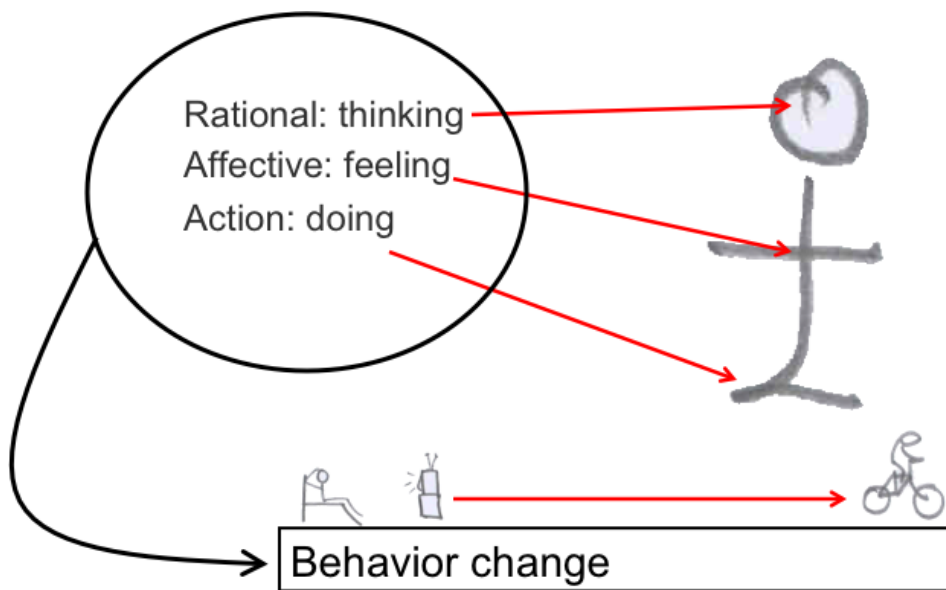 Rational: thinking
Affective: feeling
Action: doing
Behavior change